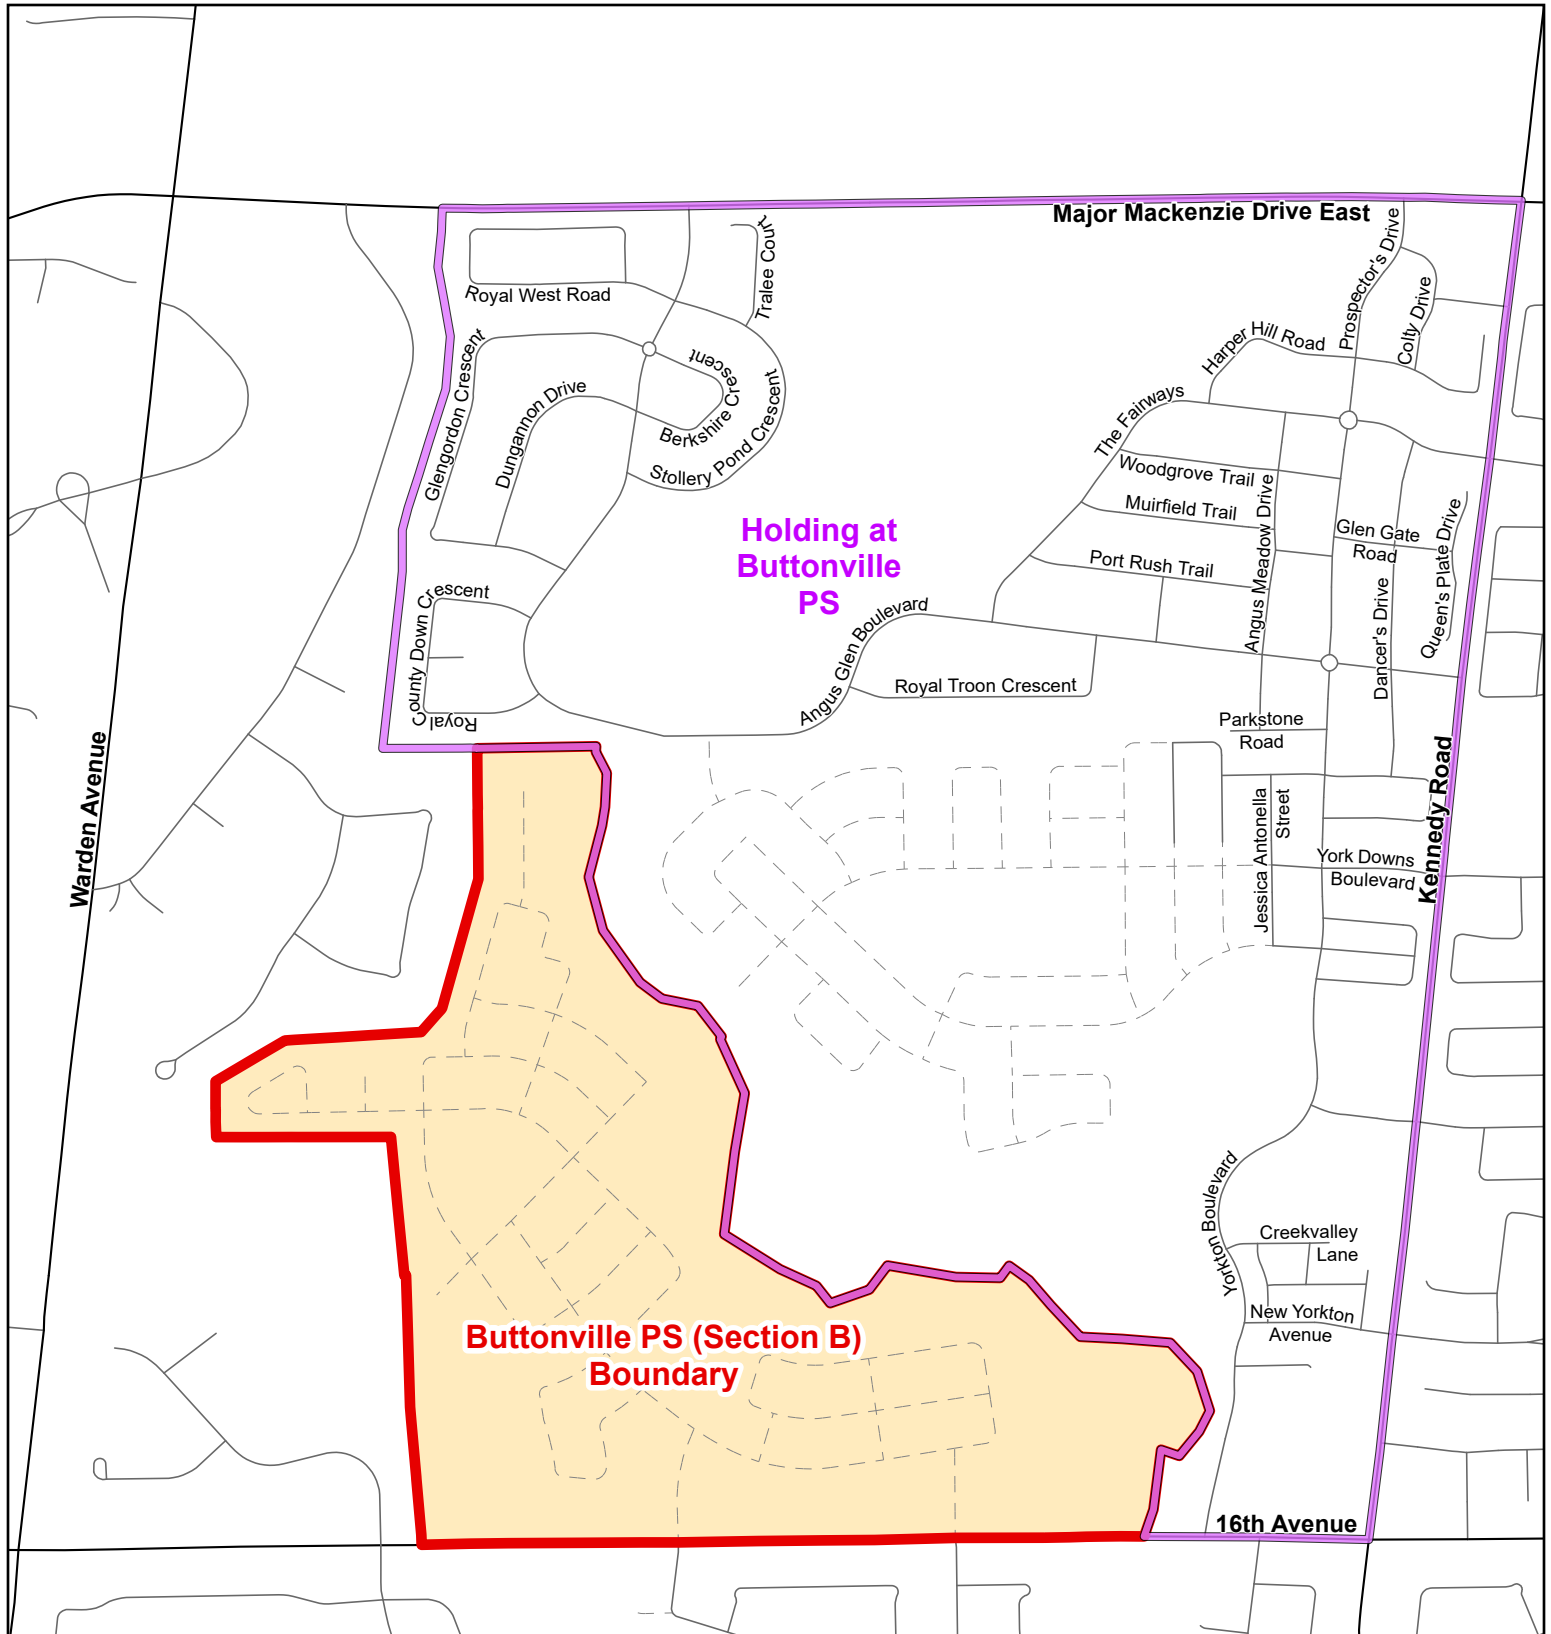 Major Mackenzie Drive East
Tralee Court
Prospector's Drive
Royal West Road
Colty Drive
Harper Hill Road
Glengordon Crescent
Berkshire Crescent
Crescent
Dungannon Drive
Stollery Pond Crescent
The Fairways
Woodgrove Trail
Muirfield Trail
Angus Meadow Drive
Glen Gate
Road
Queen's Plate Drive
Holding at
Buttonville
PS
Port Rush Trail
Dancer's Drive
County Down Crescent
Royal
Angus Glen Boulevard
Royal Troon Crescent
Parkstone
Road
Warden Avenue
Kennedy Road
Jessica Antonella
Street
York Downs
Boulevard
Yorkton Boulevard
Creekvalley
Lane
New Yorkton
Avenue
Buttonville PS (Section B)
Boundary
16th Avenue